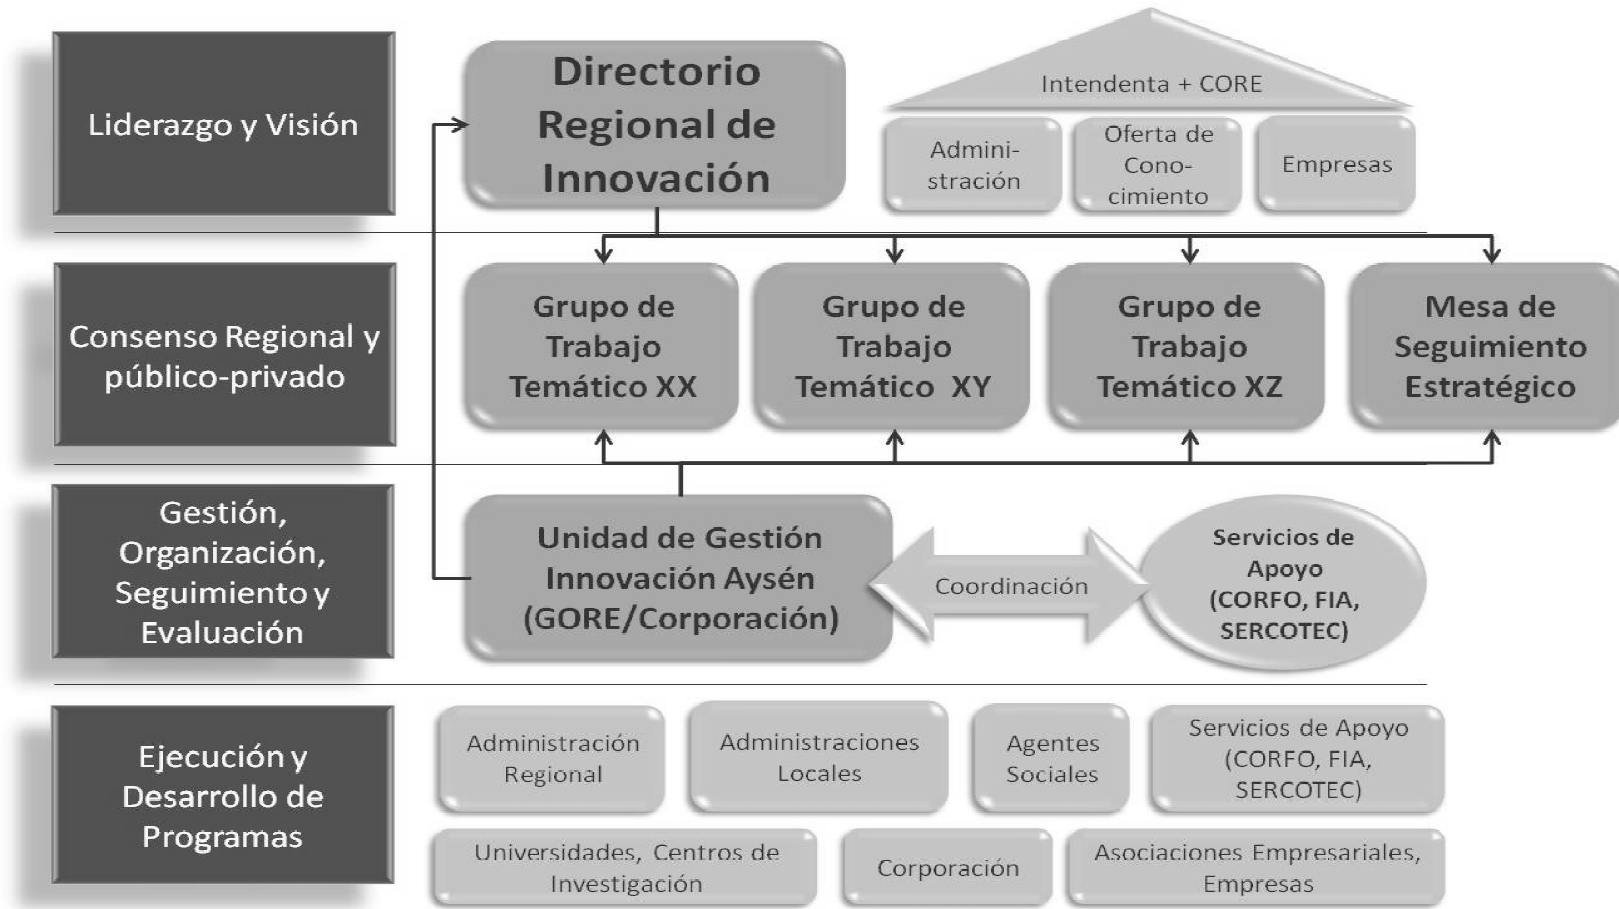 Liderazgo y Visión
Directorio
Regional de
Innovación
Intendenta + CORE
Admini-
stración
Oferta de
Cono-
cimiento
Empresas
Consenso Regional y
público-privado
Grupo de
Trabajo
Temático XX
Grupo de
Trabajo
Temático XY
Grupo de
Trabajo
Temático XZ
Mesa de
Seguimiento
Estratégico
Gestión,
Organización,
Seguimiento y
Evaluación
Unidad de Gestión
Innovación Aysén
(GORE/Corporación)
Coordinación
Servicios de
Apoyo
(CORFO, FIA,
SERCOTEC)
Ejecución y
Desarrollo de
Programas
Administración
Regional
Administraciones
Locales
Agentes
Sociales
Servicios de Apoyo
(CORFO, FIA,
SERCOTEC)
Universidades, Centros de
Investigación
Corporación
Asociaciones Empresariales,
Empresas